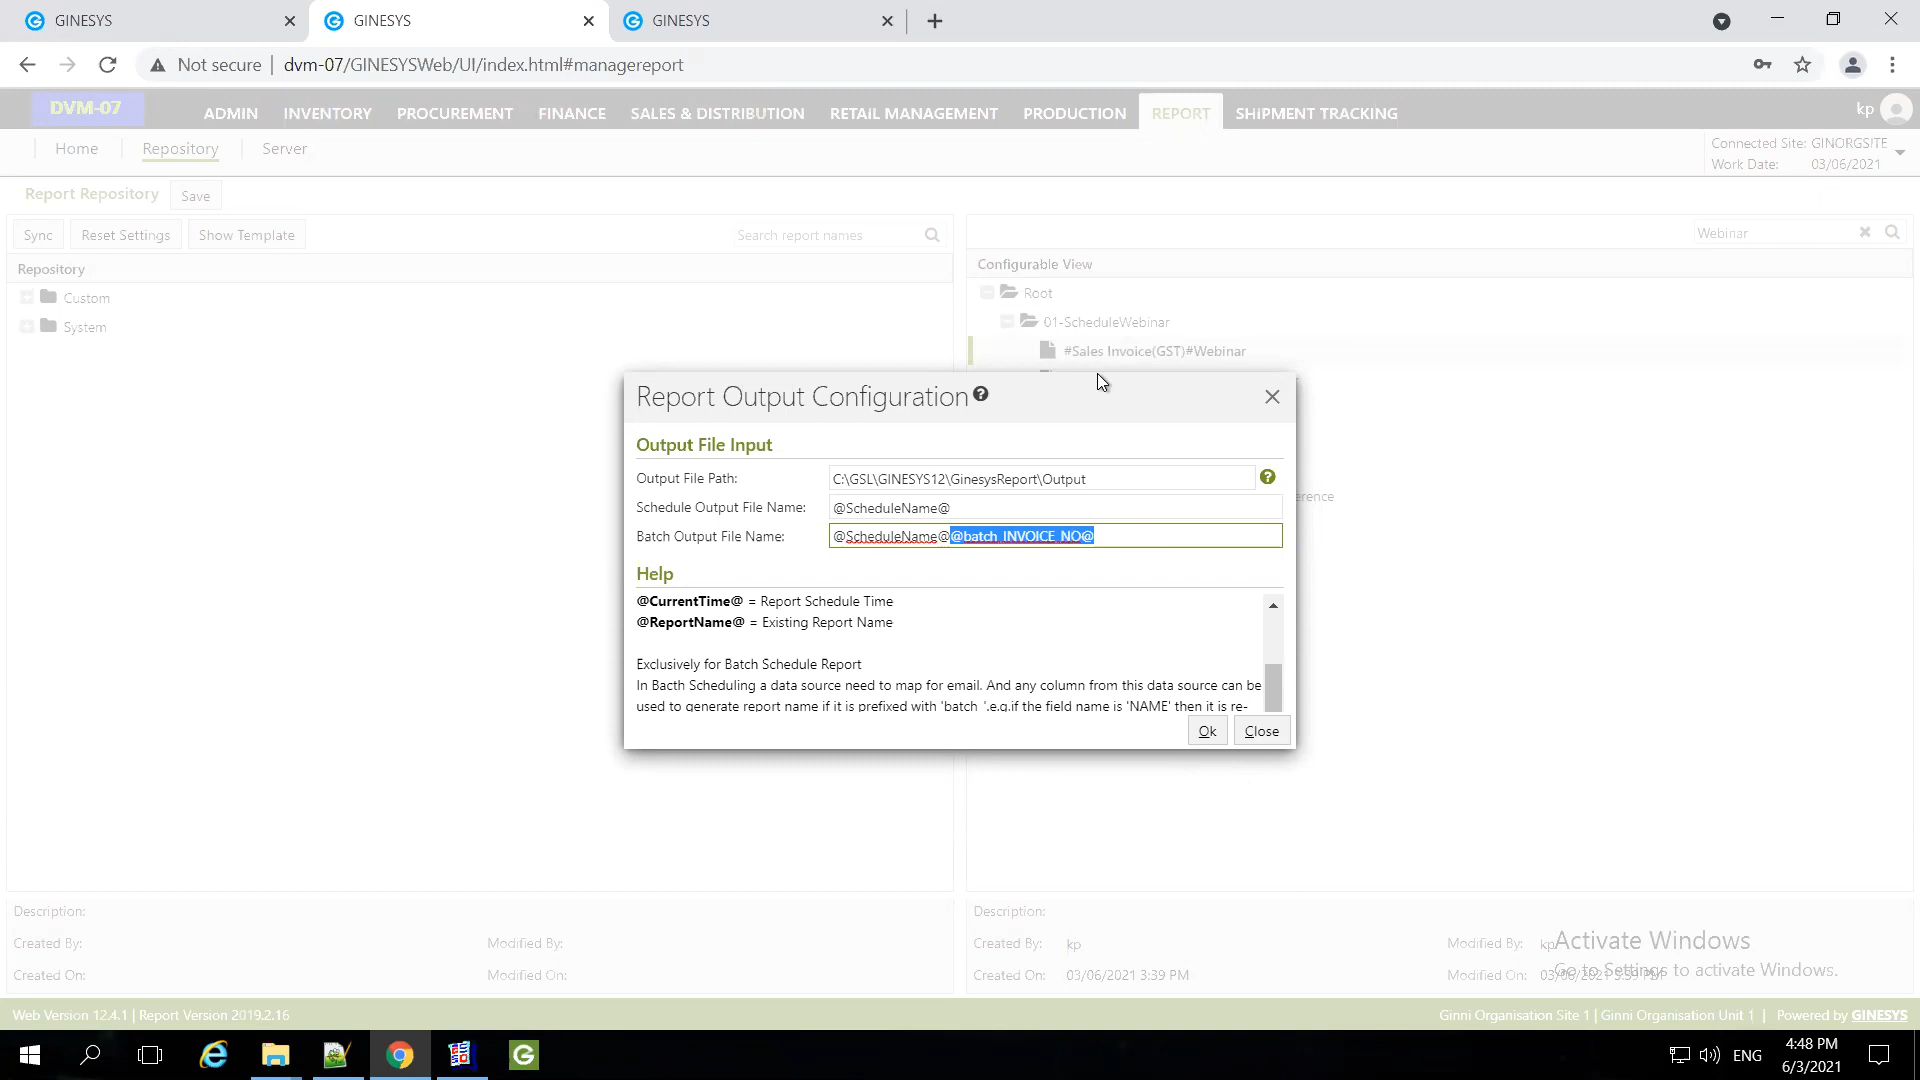 GINESYS
GINESYS
GINESYS
Not secure
dvm-07/GINESYSWeb/UI/index.html#managereport
DVM-07
ADMIN
INVENTORY
PROCUREMENT
FINANCE
SALES & DISTRIBUTION
RETAIL MANAGEMENT
PRODUCTION
REPORT
SHIPMENT TRACKING
kp
Home
Repository
Server
Connected Site: GINORGSITE
Work Date: 03/06/2021
Report Repository
Save
Sync
Reset Settings
Show Template
Search report names
Webinar
Repository
Configurable View
Custom
System
Root
01-ScheduleWebinar
#Sales Invoice(GST)#Webinar
erence
Report Output Configuration
Output File Input
Output File Path:
C:\GSL\GINESYS12\GinesysReport\Output
Schedule Output File Name:
@ScheduleName@
Batch Output File Name:
@ScheduleName@@batch_INVOICE_NO@
Help
@CurrentTime@ = Report Schedule Time
@ReportName@ = Existing Report Name
Exclusively for Batch Schedule Report
In Bacth Scheduling a data source need to map for email. And any column from this data source can be
used to generate report name if it is prefixed with 'batch_'.e.g.if the field name is 'NAME' then it is re-
Ok
Close
Description:
Created By:
Modified By:
Created On:
Modified On:
Description:
Created By: kp
Modified By: kp
Created On: 03/06/2021 3:39 PM
Modified On: 03/06/2021 3:39 PM
Activate Windows
Go to Settings to activate Windows.
Web Version 12.4.1 | Report Version 2019.2.16
Ginni Organisation Site 1 | Ginni Organisation Unit 1 | Powered by GINESYS
ENG
4:48 PM
6/3/2021